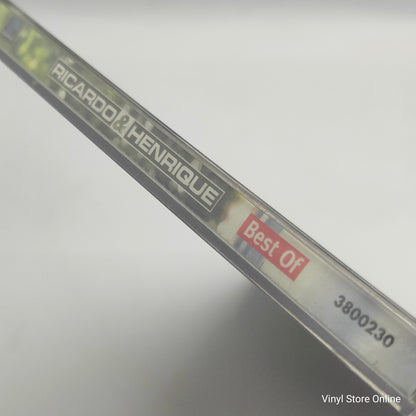 RICARDO & HENRIQUE
Best Of
3800230
Vinyl Store Online